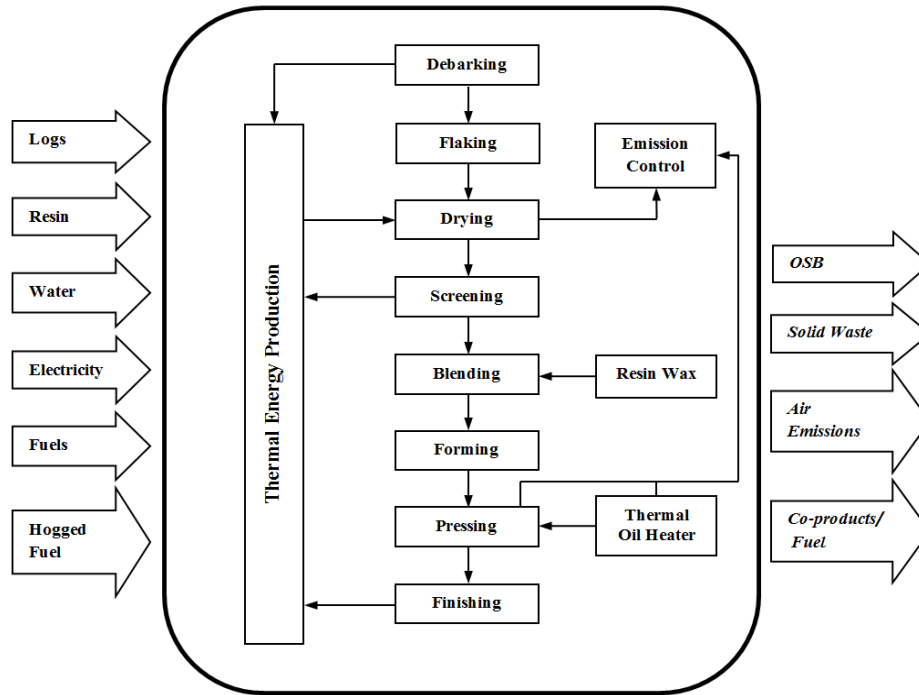 Logs
Resin
Water
Electricity
Fuels
Hogged
Fuel
Thermal Energy Production
Debarking
Flaking
Drying
Screening
Blending
Forming
Pressing
Finishing
Emission
Control
Resin Wax
Thermal
Oil Heater
OSB
Solid Waste
Air
Emissions
Co-products/
Fuel